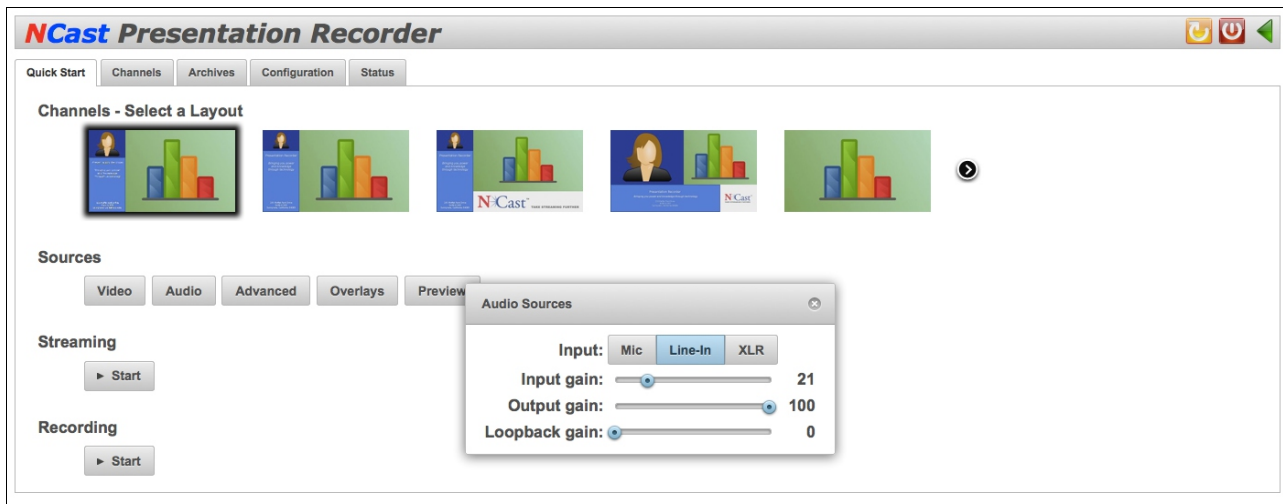 NCast Presentation Recorder
Quick Start
Channels
Archives
Configuration
Status
Channels - Select a Layout
N Cast
N Cast
Sources
Video
Audio
Advanced
Overlays
Preview
Audio Sources
Input:
Mic
Line-In
XLR
Input gain:
21
Output gain:
100
Loopback gain:
0
Streaming
► Start
Recording
► Start